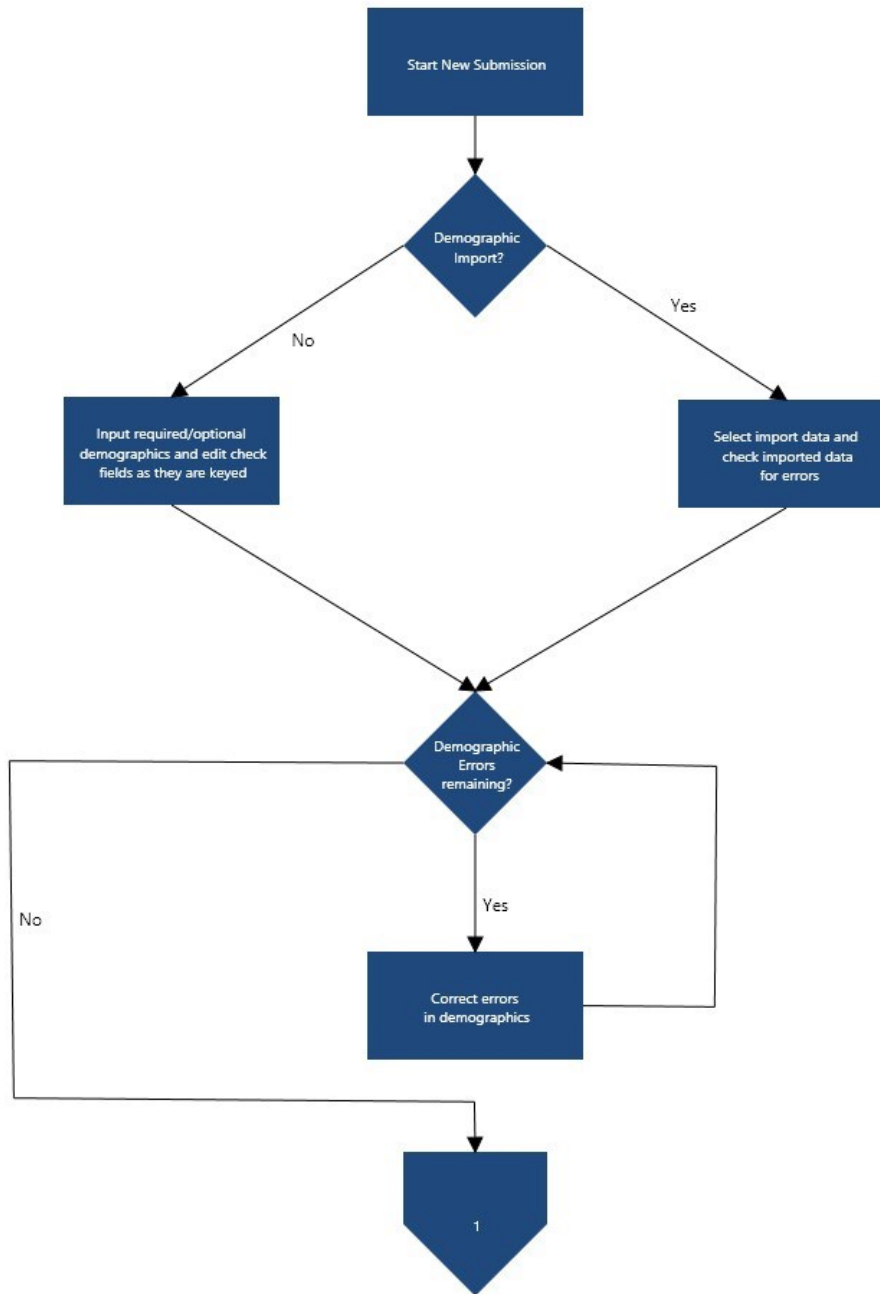 Start New Submission
Demographic
Import?
No
Yes
Input required/optional
demographics and edit check
fields as they are keyed
Select import data and
check imported data
for errors
Demographic
Errors
remaining?
No
Yes
Correct errors
in demographics
1